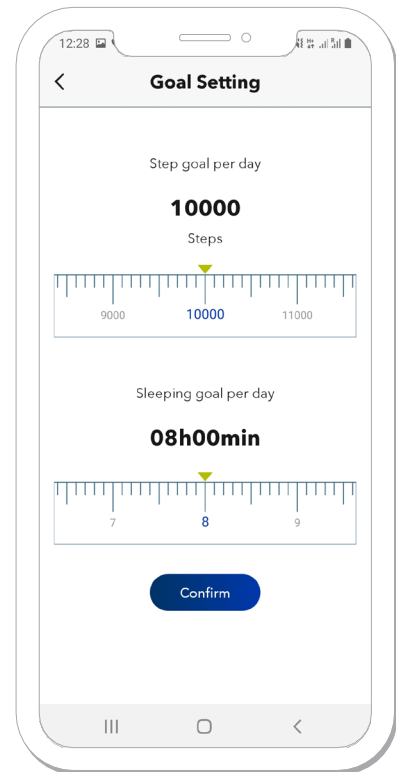 12:28
Goal Setting
Step goal per day
10000
Steps
9000 10000 11000
Sleeping goal per day
08h00min
7 8 9
Confirm